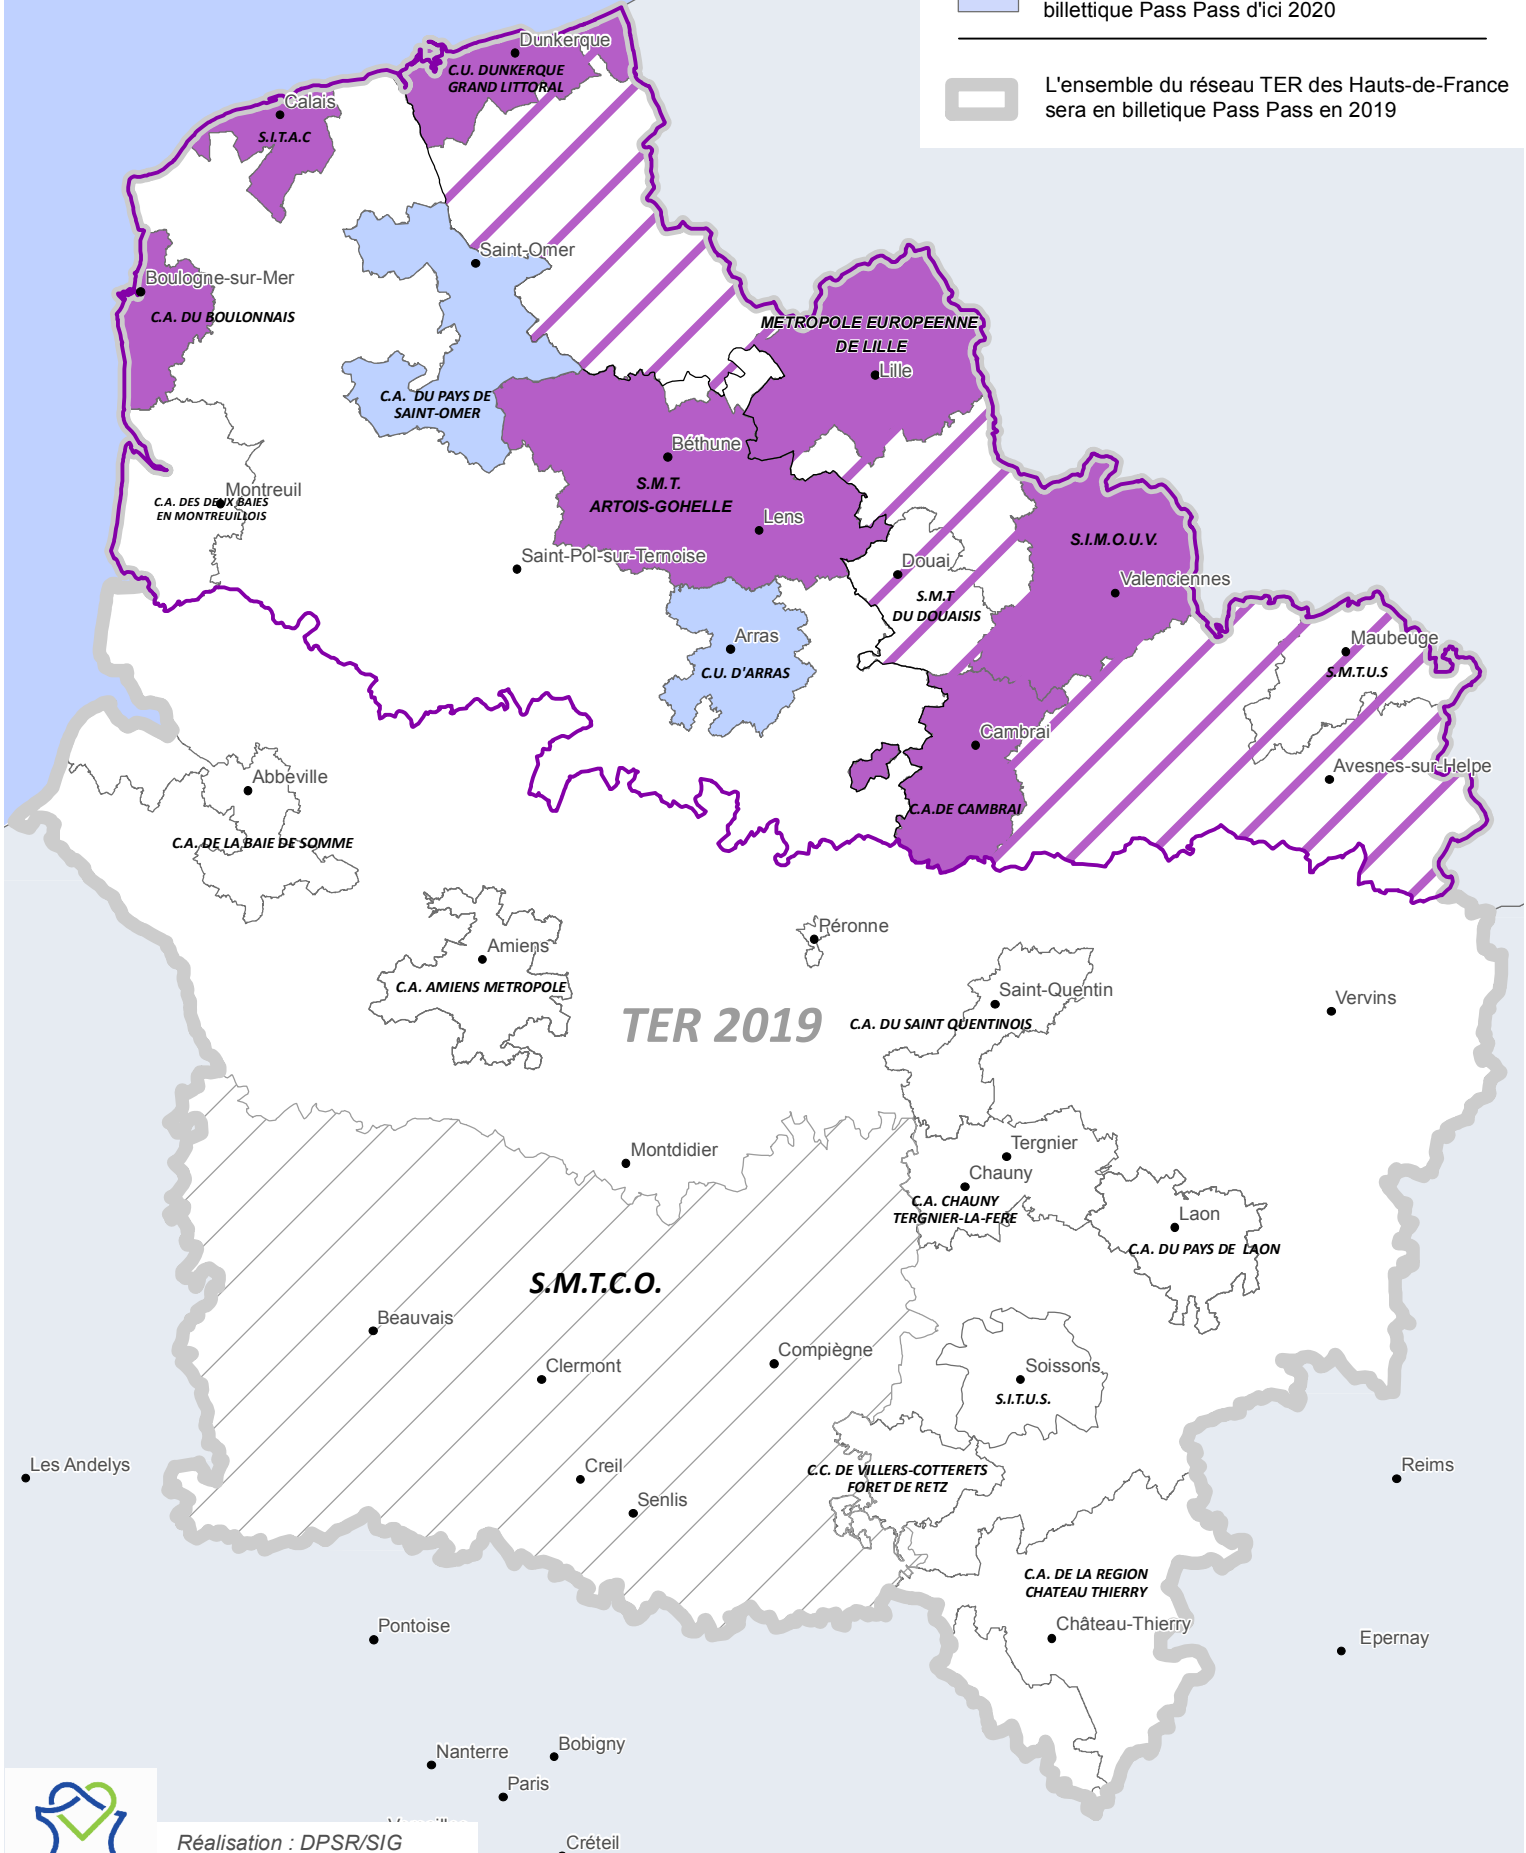 billettique Pass Pass d'ici 2020
L'ensemble du réseau TER des Hauts-de-France
sera en billetique Pass Pass en 2019
Dunkerque
C.U. DUNKERQUE
GRAND LITTORAL
Calais
S.I.T.A.C
Saint-Omer
Boulogne-sur-Mer
C.A. DU BOULONNAIS
METROPOLE EUROPEENNE
DE LILLE
Lille
C.A. DU PAYS DE
SAINT-OMER
Béthune
S.M.T.
ARTOIS-GOHELLE
Montreuil
C.A. DES DEUX BAIES
EN MONTREUILLOIS
Lens
S.I.M.O.U.V.
Saint-Pol-sur-Ternoise
Douai
Valenciennes
S.M.T
DU DOUAISIS
Arras
C.U. D'ARRAS
Maubeuge
S.M.T.U.S
Cambrai
Avesnes-sur-Helpe
Abbeville
C.A.DE CAMBRAI
C.A. DE LA BAIE DE SOMME
Péronne
Amiens
C.A. AMIENS METROPOLE
Saint-Quentin
Vervins
TER 2019
C.A. DU SAINT QUENTINOIS
Montdidier
Tergnier
Chauny
C.A. CHAUNY
TERGNIER-LA-FERE
Laon
C.A. DU PAYS DE LAON
S.M.T.C.O.
Beauvais
Clermont
Compiègne
Soissons
S.I.T.U.S.
Les Andelys
Creil
C.C. DE VILLERS-COTTERETS
FORET DE RETZ
Reims
Senlis
C.A. DE LA REGION
CHATEAU THIERRY
Pontoise
Château-Thierry
Epernay
Nanterre
Bobigny
Paris
Réalisation : DPSR/SIG
Créteil